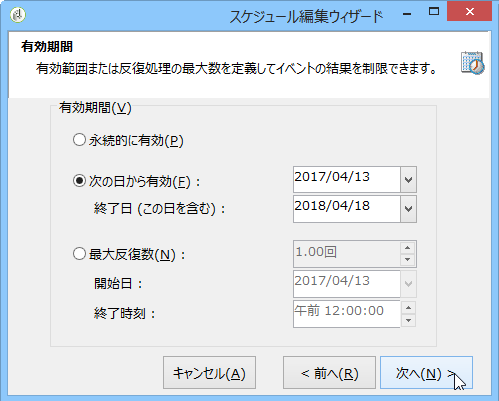 スケジュール編集ウィザード
有効期間
有効範囲または反復処理の最大数を定義してイベントの結果を制限できます。
有効期間(V)
永続的に有効(P)
次の日から有効(F) : 2017/04/13
終了日 (この日を含む) : 2018/04/18
最大反復数(N) : 1.00回
開始日 : 2017/04/13
終了時刻 : 午前 12:00:00
キャンセル(A) < 前へ(R) 次へ(N) >